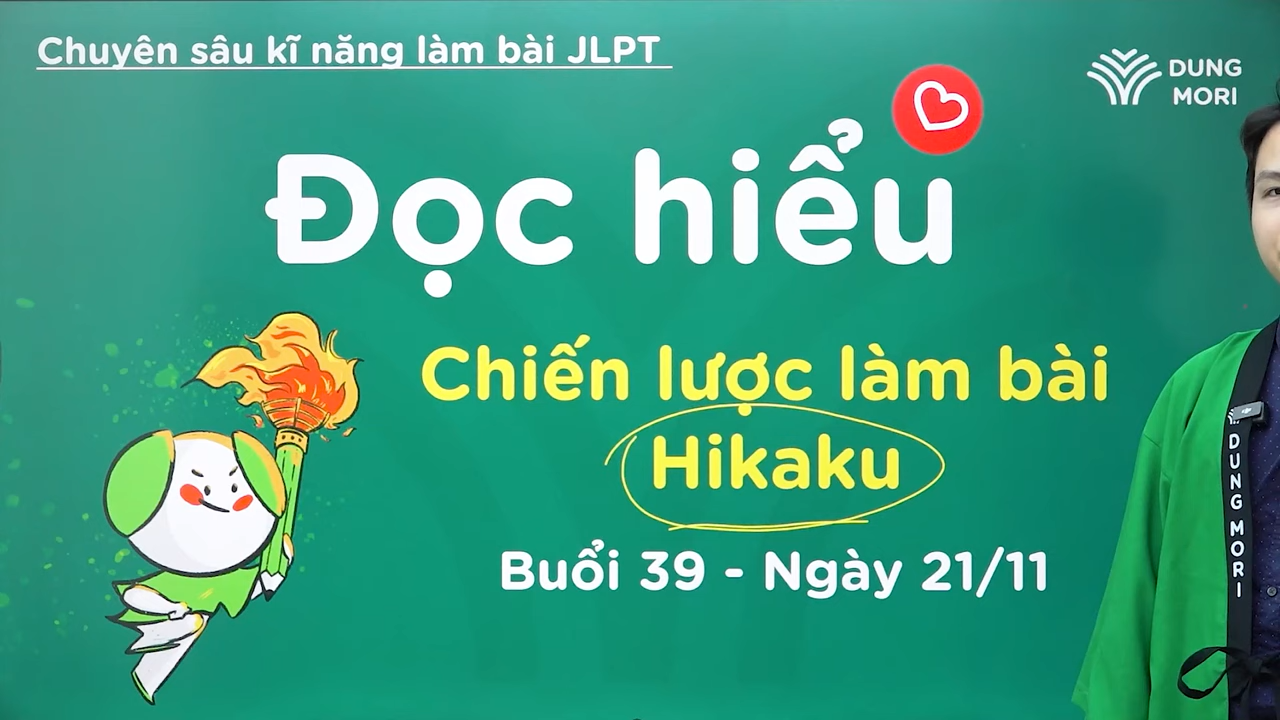 Chuyên sâu kĩ năng làm bài JLPT
DUNG
MORI
Đọc hiểu
Chiến lược làm bài
Hikaku
Buổi 39 - Ngày 21/11
DUNG MORI